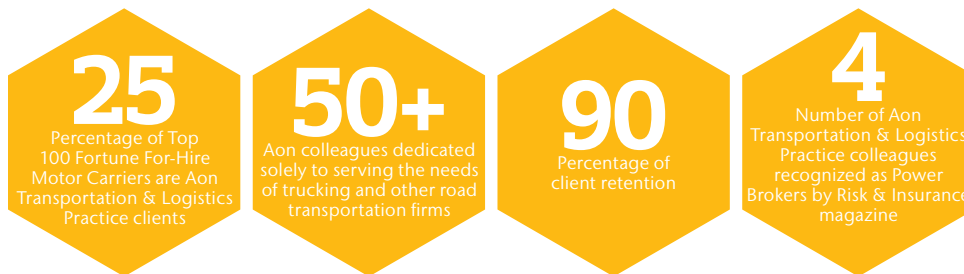 25
Percentage of Top
100 Fortune For-Hire
Motor Carriers are Aon
Transportation & Logistics
Practice clients
50+
Aon colleagues dedicated
solely to serving the needs
of trucking and other road
transportation firms
90
Percentage of
client retention
4
Number of Aon
Transportation & Logistics
Practice colleagues
recognized as Power
Brokers by Risk & Insurance
magazine